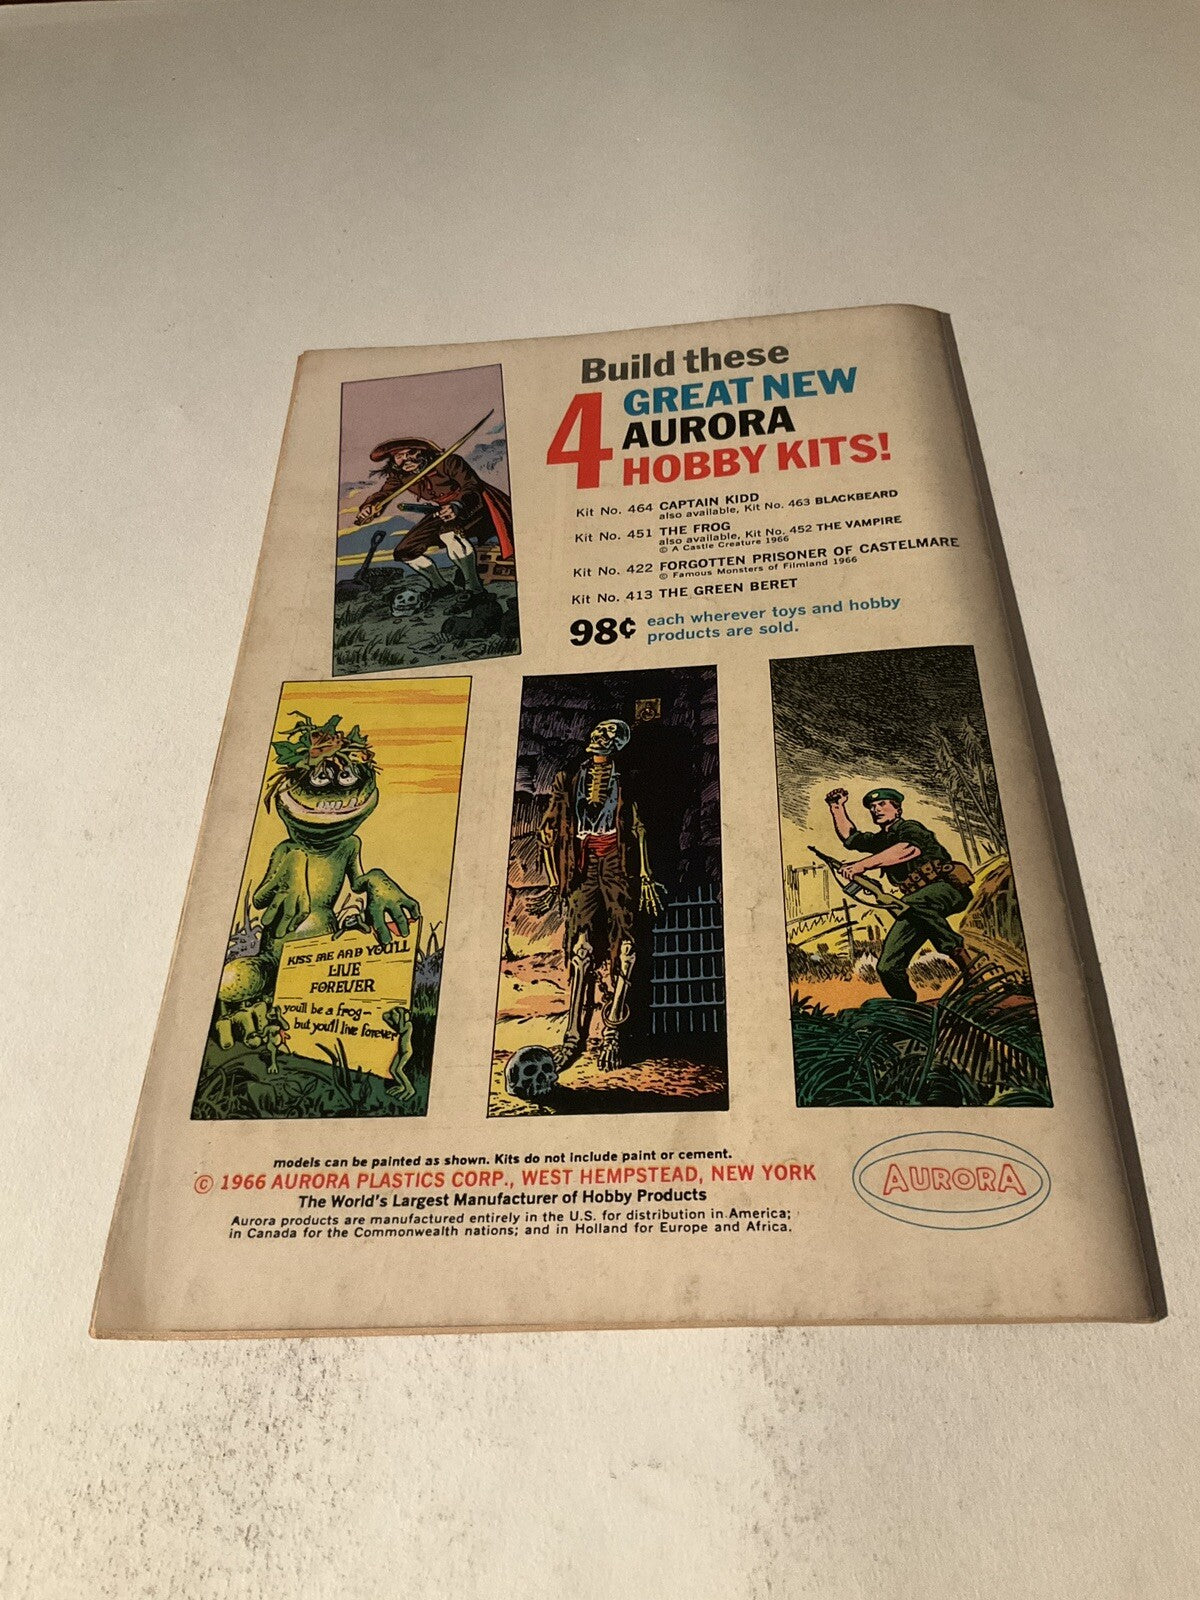 Build these
4 GREAT NEW
AURORA
HOBBY KITS!
Kit No. 464 CAPTAIN KIDD
also available, Kit No. 463 BLACKBEARD
Kit No. 451 THE FROG
also available, Kit No. 452 THE VAMPIRE
© A Castle Creature 1966
Kit No. 422 FORGOTTEN PRISONER OF CASTELMARE
© Famous Monsters of Filmland 1966
Kit No. 413 THE GREEN BERET
98¢ each wherever toys and hobby
products are sold.
KISS ME AND YOU'LL
LIVE
FOREVER
you'll be a frog-
but you'll live forever
models can be painted as shown. Kits do not include paint or cement.
© 1966 AURORA PLASTICS CORP., WEST HEMPSTEAD, NEW YORK
The World's Largest Manufacturer of Hobby Products
Aurora products are manufactured entirely in the U.S. for distribution in America;
in Canada for the Commonwealth nations; and in Holland for Europe and Africa.
AURORA